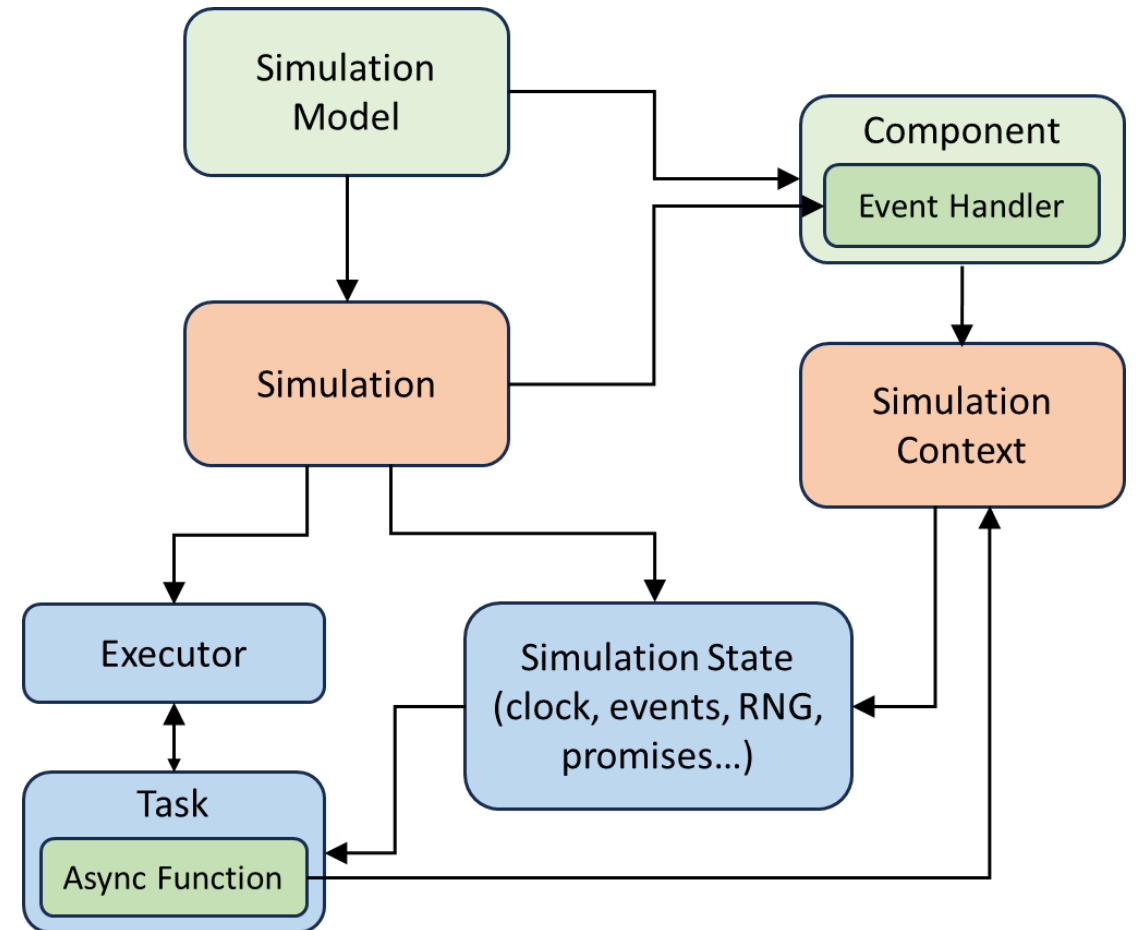 Simulation
Model
Component
Event Handler
Simulation
Simulation
Context
Executor
Simulation State
(clock, events, RNG,
promises...)
Task
Async Function